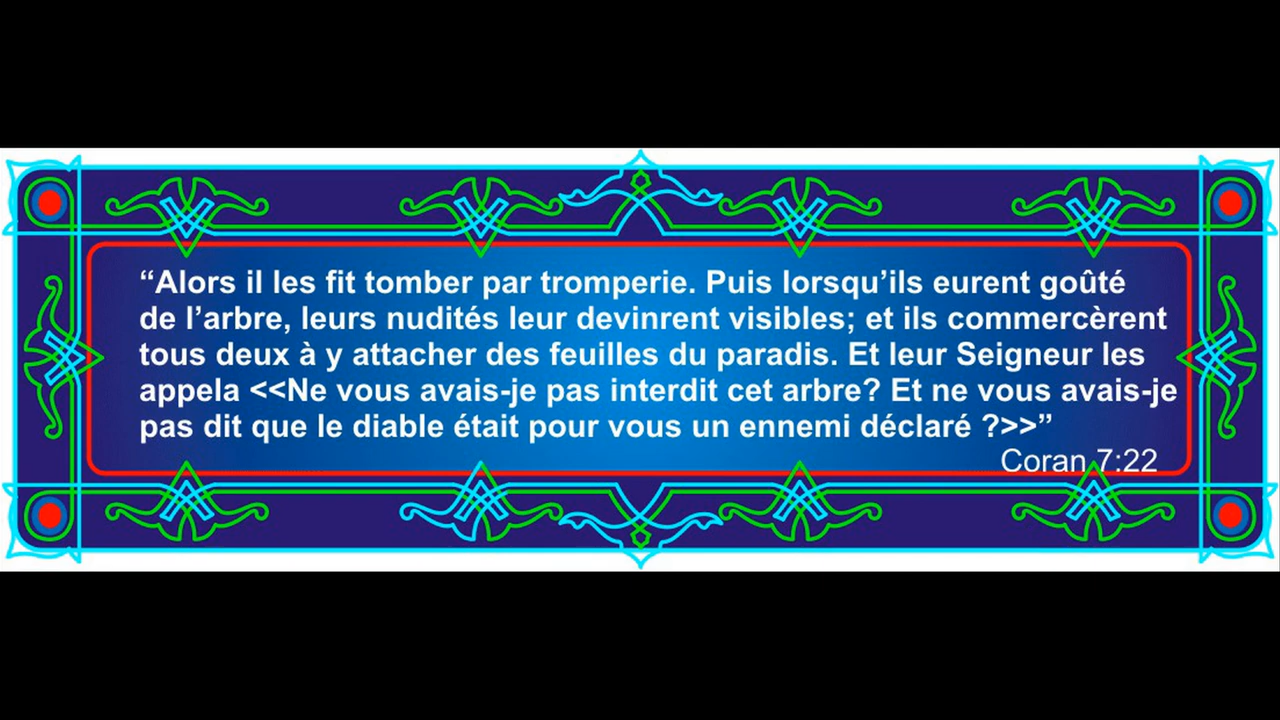 “Alors il les fit tomber par tromperie. Puis lorsqu’ils eurent goûté
de l’arbre, leurs nudités leur devinrent visibles; et ils commercèrent
tous deux à y attacher des feuilles du paradis. Et leur Seigneur les
appela <<Ne vous avais-je pas interdit cet arbre? Et ne vous avais-je
pas dit que le diable était pour vous un ennemi déclaré ?>>”
Coran 7:22